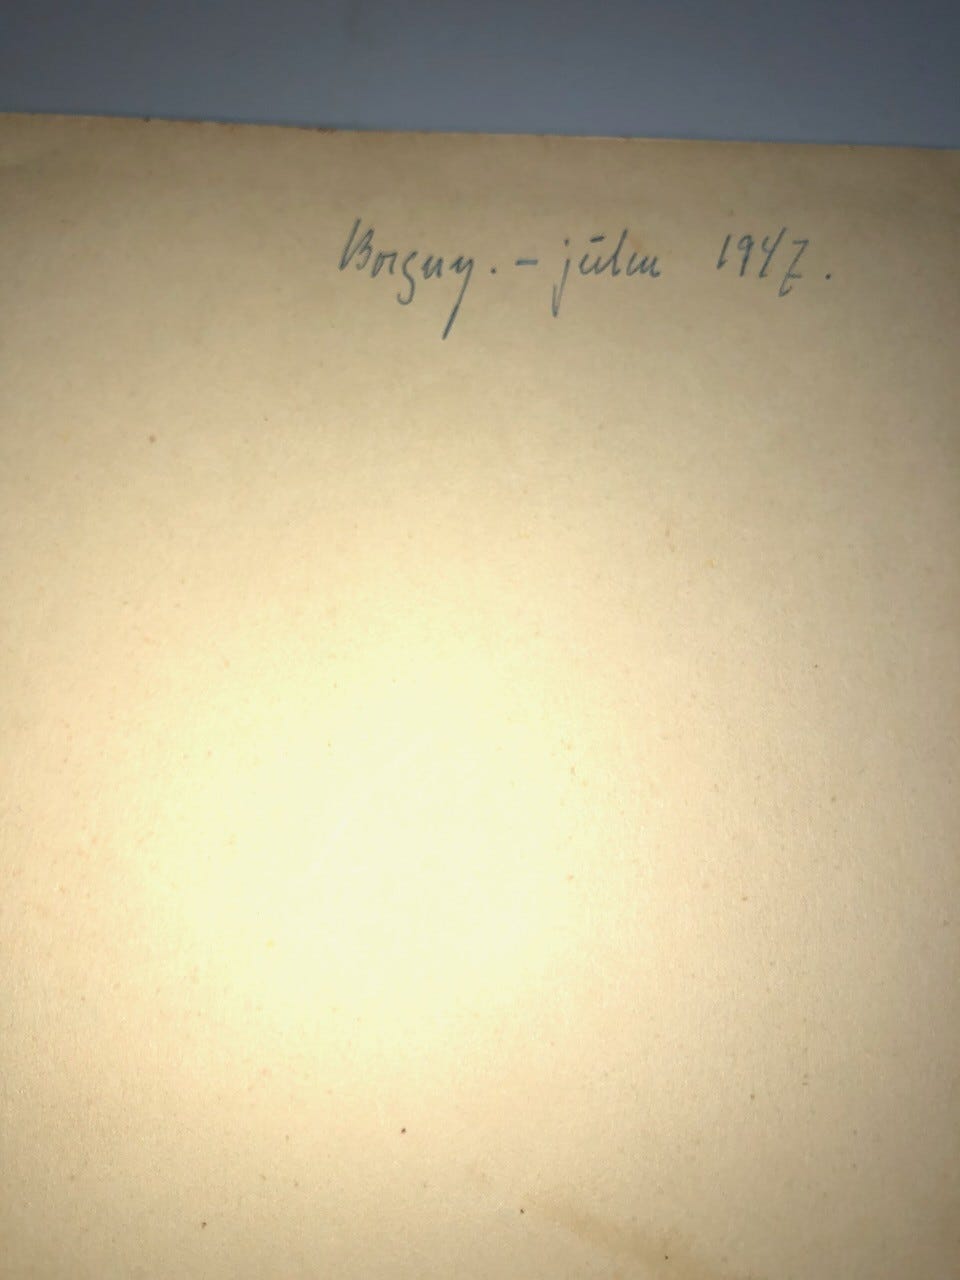 Borgny. – julen 1947.